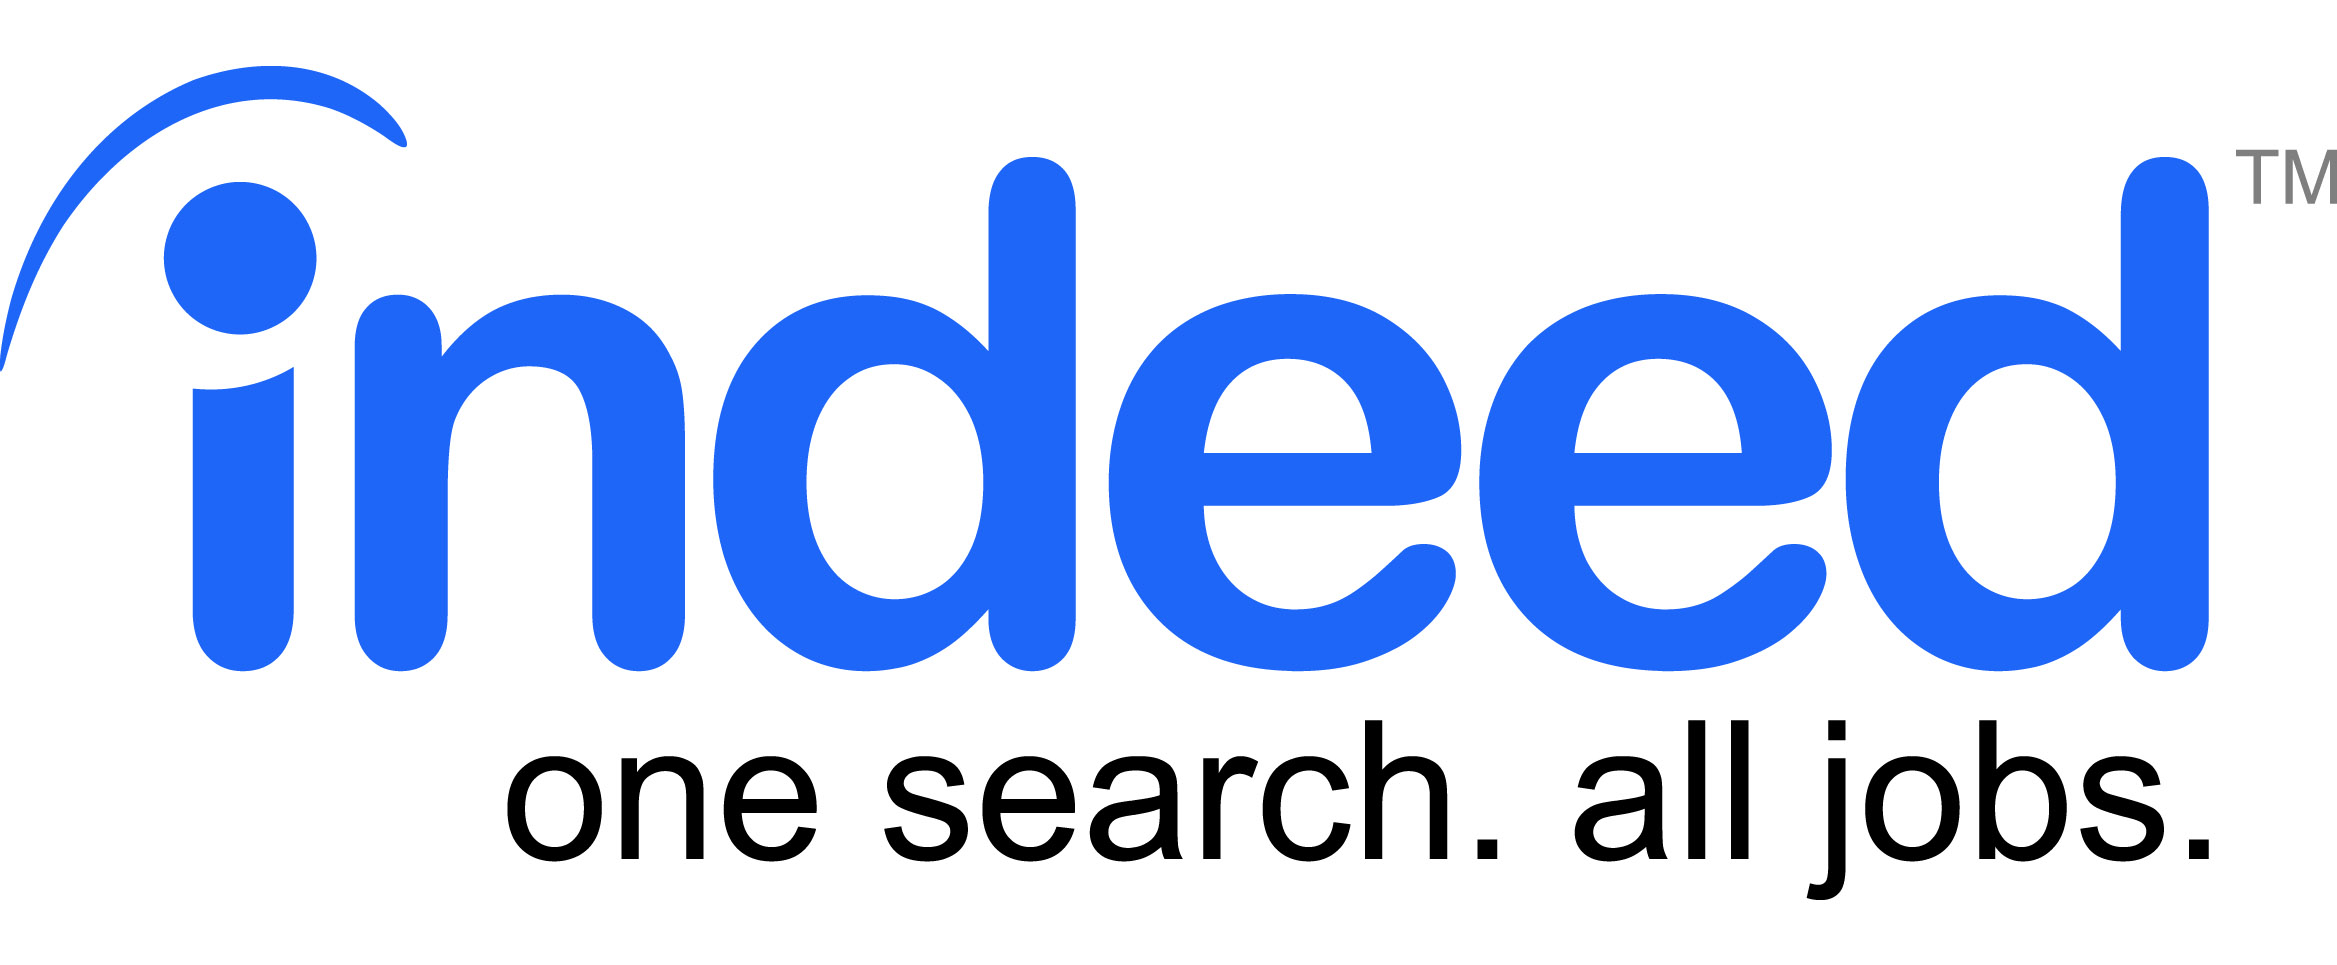 indeed™
one search. all jobs.